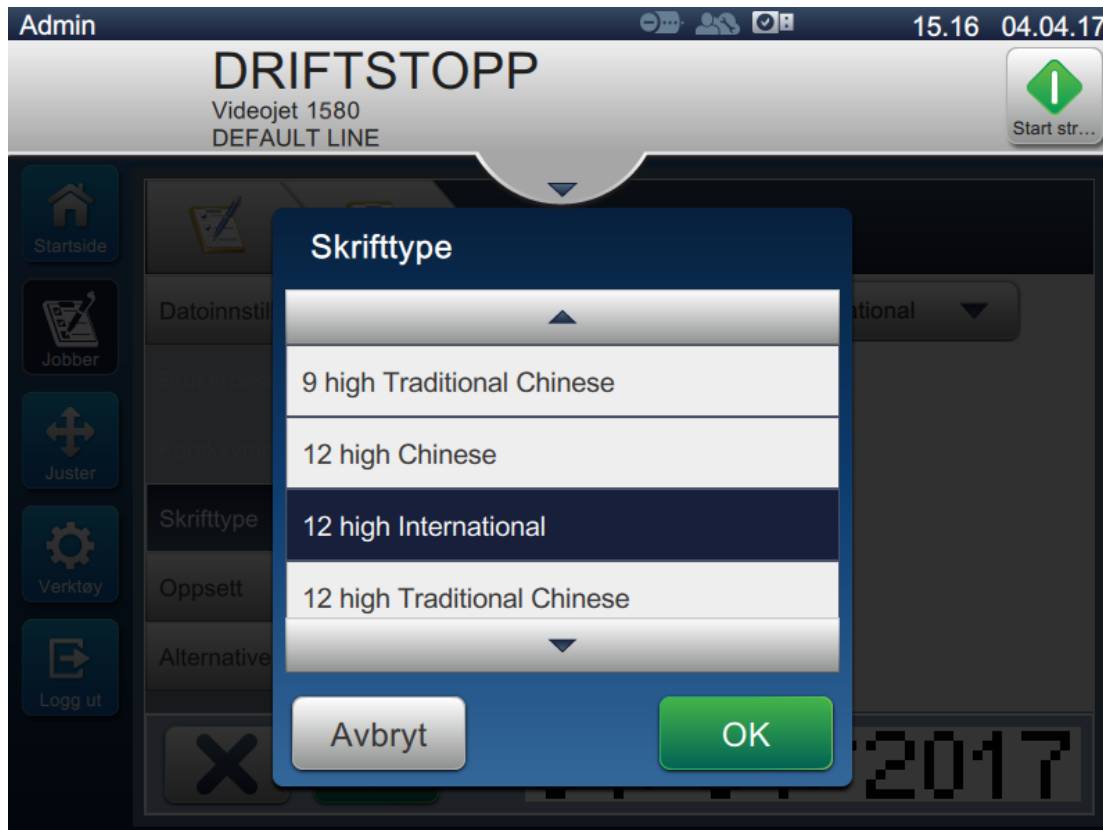 Admin
15.16 04.04.17
DRIFTSTOPP
Videojet 1580
DEFAULT LINE
Start str...
Startside
Jobber
Juster
Verktøy
Logg ut
Datoinnstil
Skrifttype
Oppsett
Alternative
ational
Skrifttype
9 high Traditional Chinese
12 high Chinese
12 high International
12 high Traditional Chinese
Avbryt
OK
2017